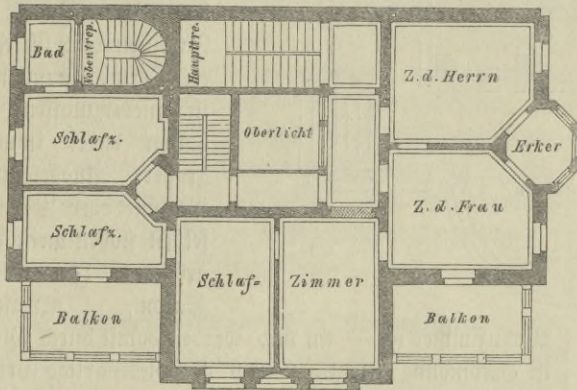 Bad
Nebentrep.
Haupttre.
Z.d.Herrn
Schlafz.
Oberlicht
Erker
Schlafz.
Z.d.Frau
Schlaf=
Zimmer
Balkon
Balkon